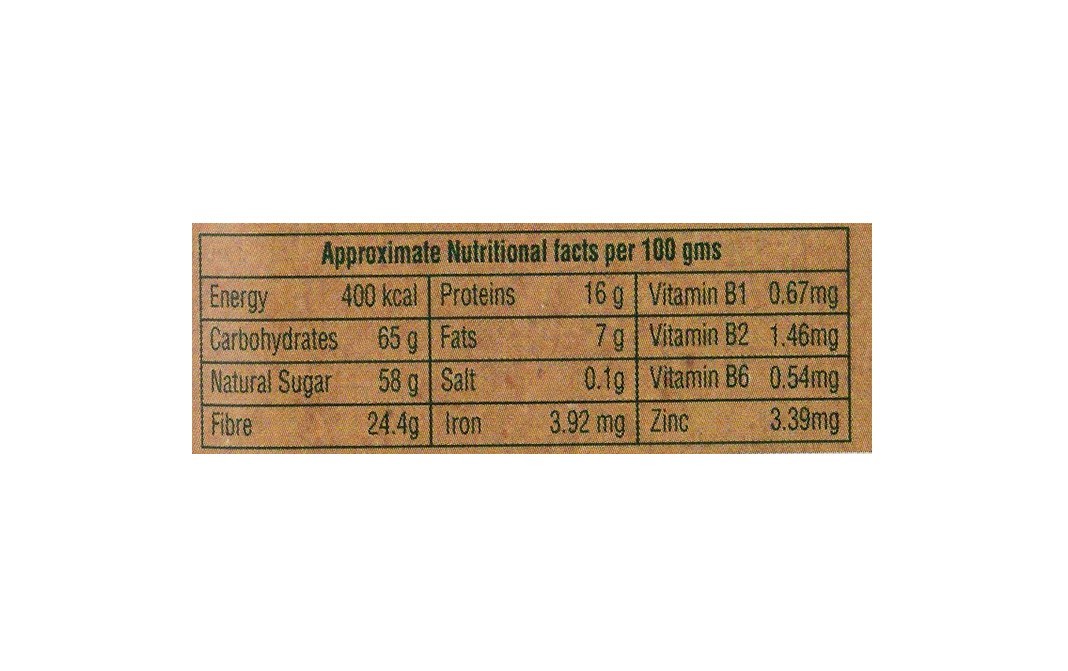 Approximate Nutritional facts per 100 gms
Energy 400 kcal Proteins 16 g Vitamin B1 0.67mg
Carbohydrates 65 g Fats 7 g Vitamin B2 1.46mg
Natural Sugar 58 g Salt 0.1g Vitamin B6 0.54mg
Fibre 24.4g Iron 3.92 mg Zinc 3.39mg